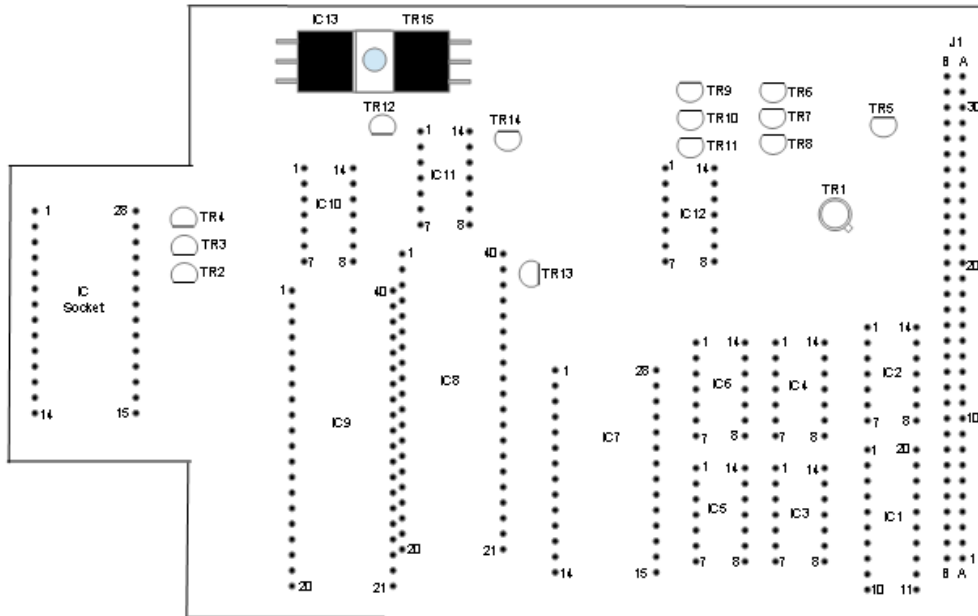 IC13 TR15
J1
B A
TR12
TR14
TR9 TR6
TR10 TR7
TR11 TR8
TR5
30
1 14
IC11
7 8
1 14
IC10
7 8
1 14
IC12
7 8
TR1
1 28
IC
Socket
14 15
TR4
TR3
TR2
TR13
20
1 40
IC9
20 21
1 40
IC8
20 21
1 28
IC7
14 15
1 14
IC6
7 8
1 14
IC4
7 8
1 14
IC2
7 8
10
1 14
IC5
7 8
1 14
IC3
7 8
1 20
IC1
10 11
1
B A